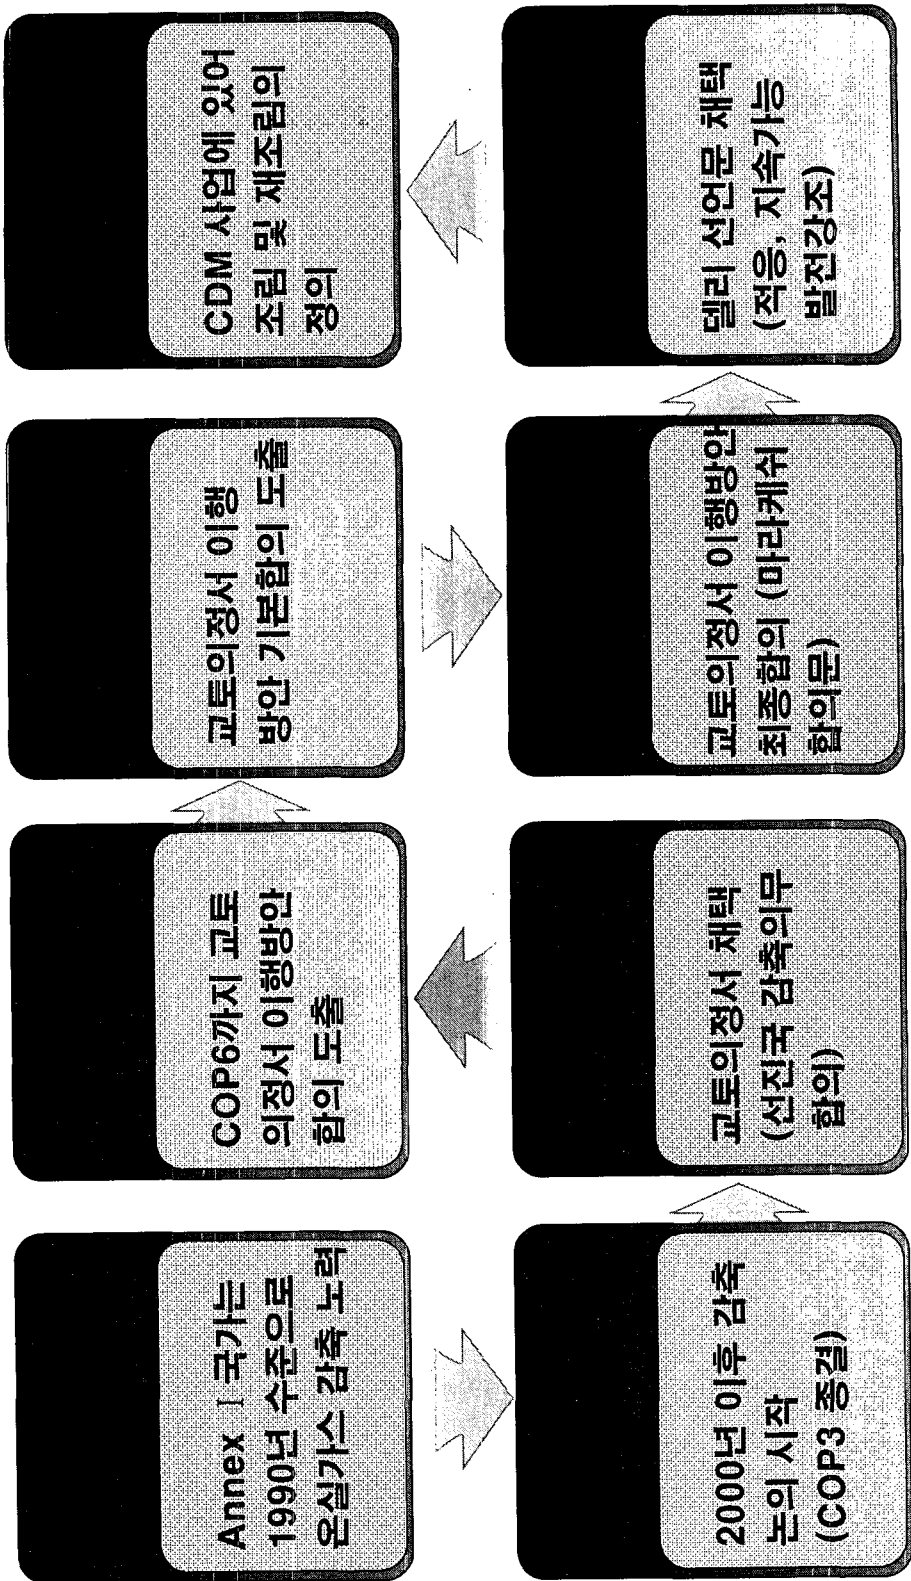 Annex Ⅰ 국가는
1990년 수준으로
온실가스 감축 노력
2000년 이후 감축
논의 시작
(COP3 종결)
교토의정서 채택
(선진국 감축의무
합의)
COP6까지 교토
의정서 이행방안
합의 도출
교토의정서 이행
방안 기본합의 도출
교토의정서 이행방안
최종합의 (마라케쉬
합의문)
델리 선언문 채택
(적응, 지속가능
발전강조)
CDM 사업에 있어
조림 및 재조림의
정의